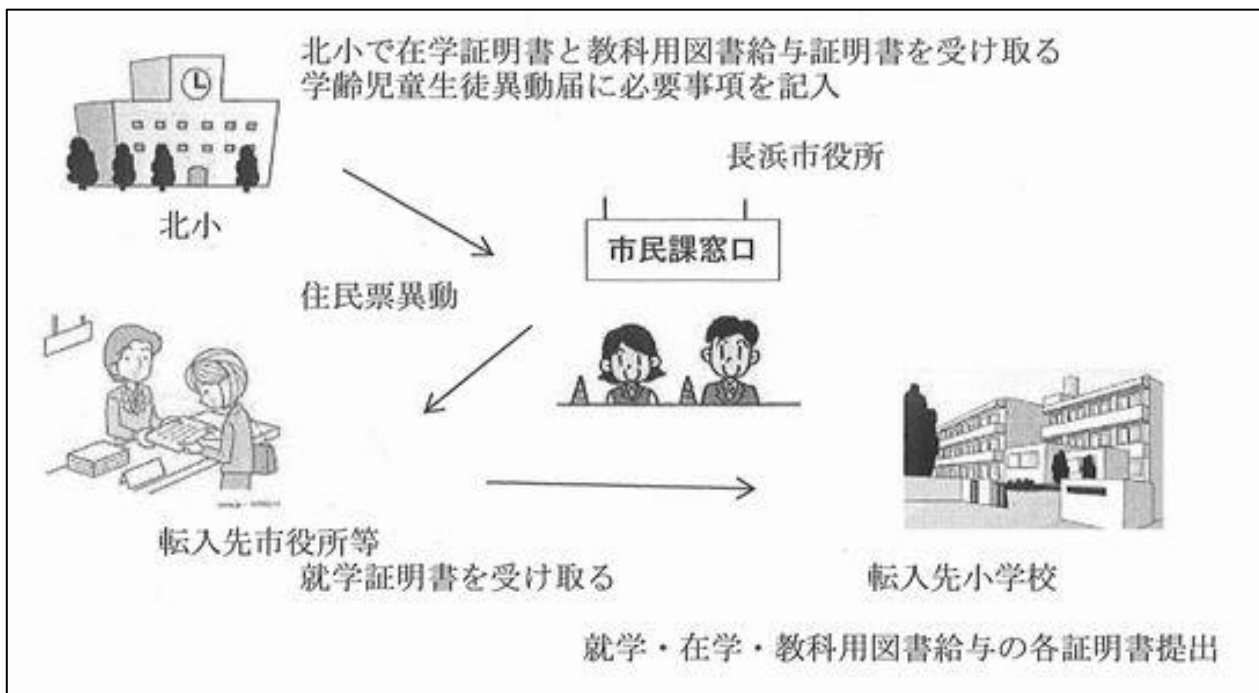 北小で在学証明書と教科用図書給与証明書を受け取る
学齢児童生徒異動届に必要事項を記入
長浜市役所
北小
市民課窓口
住民票異動
転入先市役所等
就学証明書を受け取る
転入先小学校
就学・在学・教科用図書給与の各証明書提出